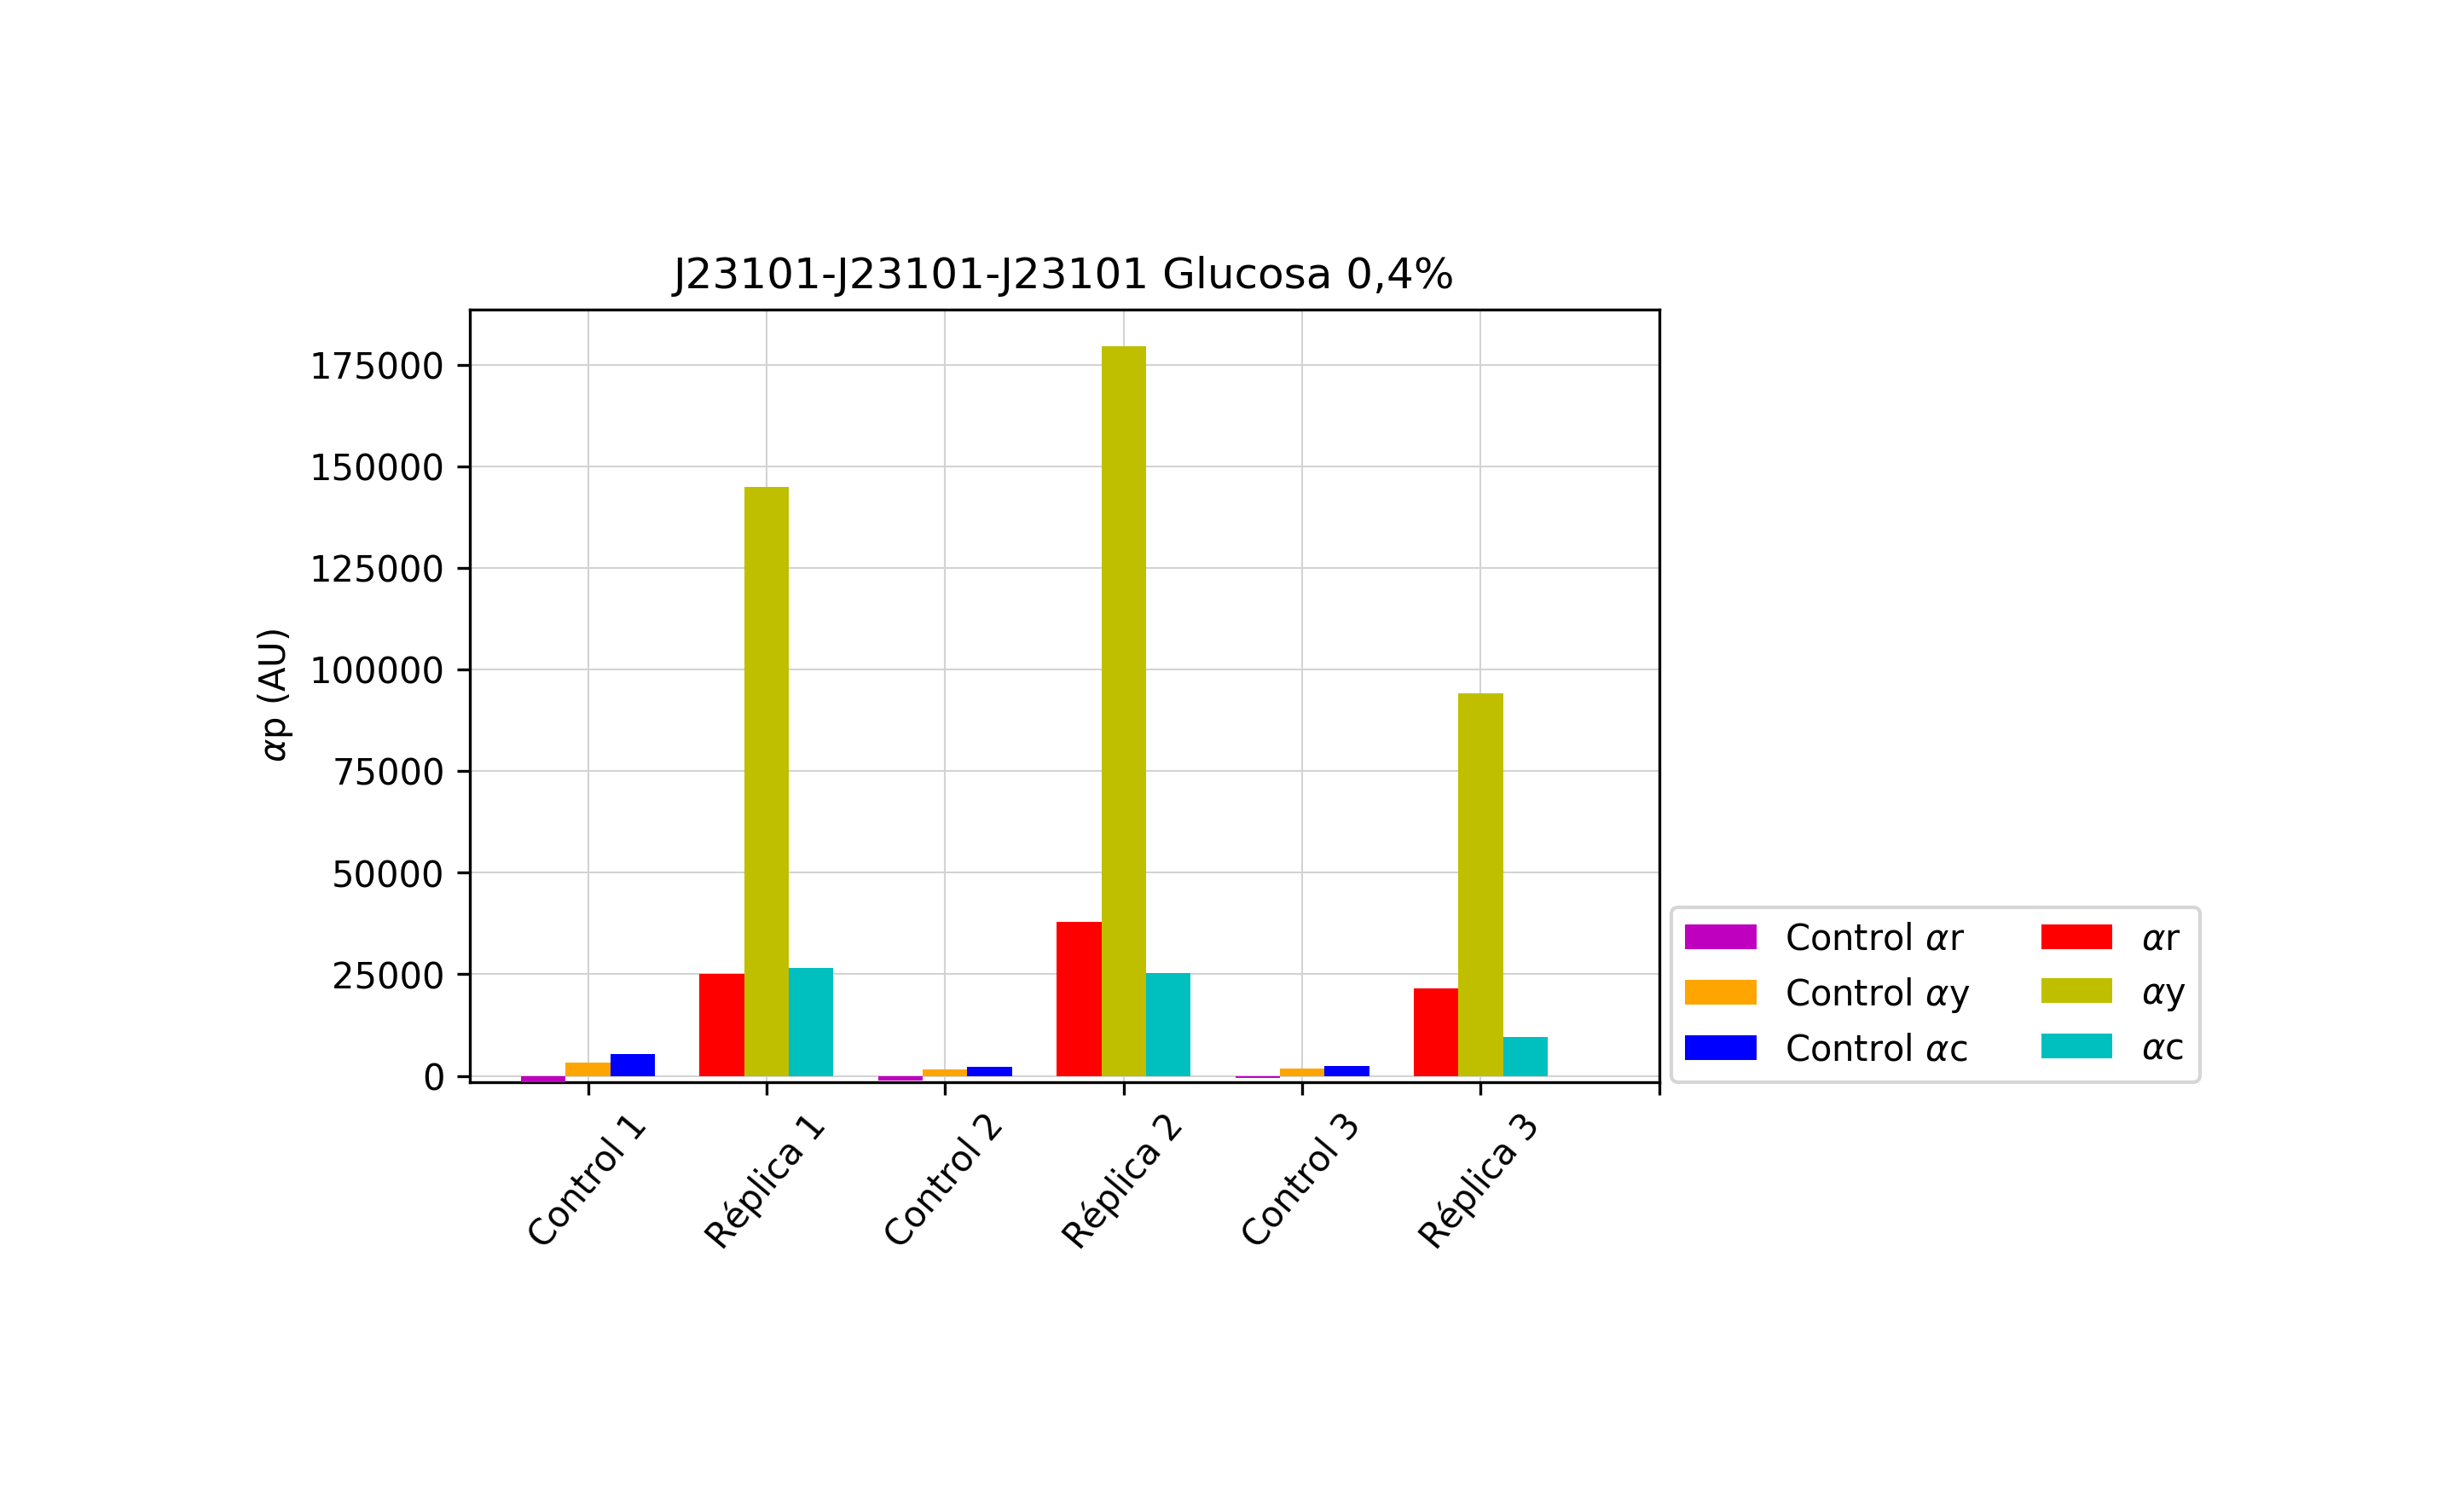 J23101-J23101-J23101 Glucosa 0,4%
αp (AU)
175000
150000
125000
100000
75000
50000
25000
0
Control 1
Réplica 1
Control 2
Réplica 2
Control 3
Réplica 3
Control αr
Control αy
Control αc
αr
αy
αc